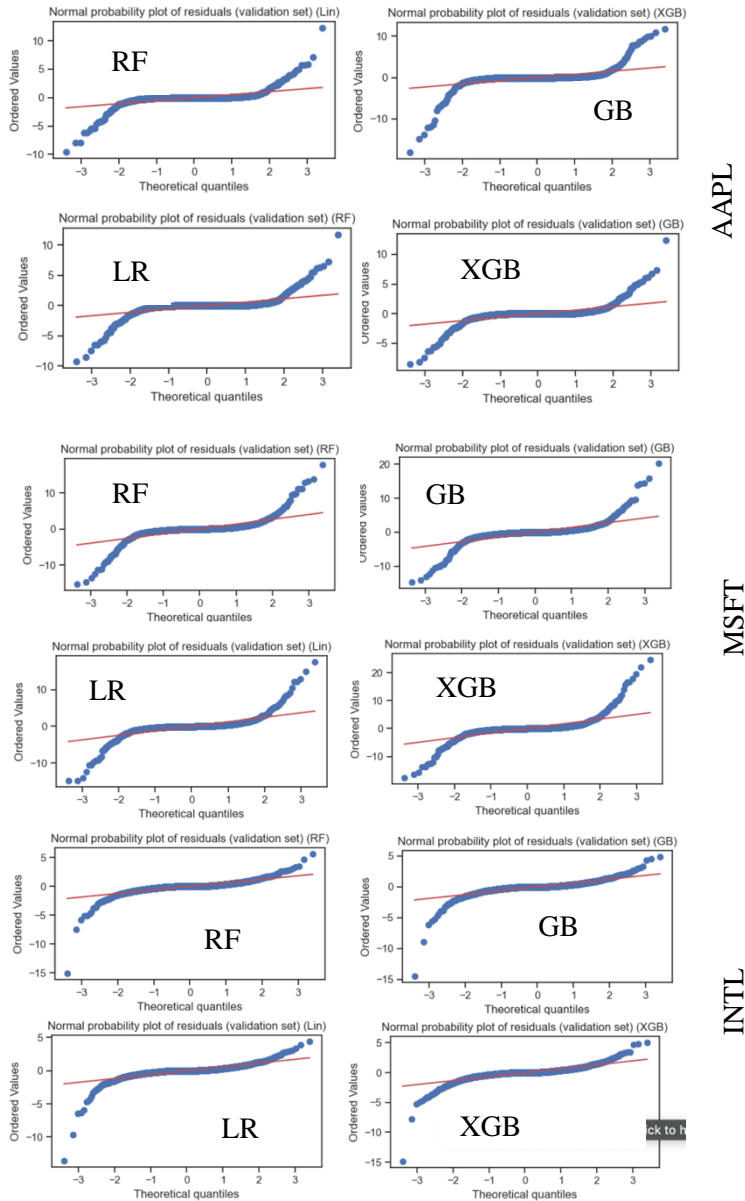 Normal probability plot of residuals (validation set) (Lin)
10
5
0
−5
−10
Ordered Values
RF
−3 −2 −1 0 1 2 3
Theoretical quantiles
Normal probability plot of residuals (validation set) (XGB)
10
0
−10
Ordered Values
GB
−3 −2 −1 0 1 2 3
Theoretical quantiles
AAPL
Normal probability plot of residuals (validation set) (RF)
10
5
0
−5
−10
Ordered Values
LR
−3 −2 −1 0 1 2 3
Theoretical quantiles
Normal probability plot of residuals (validation set) (GB)
10
5
0
−5
Ordered Values
XGB
−3 −2 −1 0 1 2 3
Theoretical quantiles
Normal probability plot of residuals (validation set) (RF)
10
0
−10
Ordered Values
RF
−3 −2 −1 0 1 2 3
Theoretical quantiles
Normal probability plot of residuals (validation set) (GB)
20
10
0
−10
Ordered Values
GB
−3 −2 −1 0 1 2 3
Theoretical quantiles
MSFT
Normal probability plot of residuals (validation set) (Lin)
10
0
−10
Ordered Values
LR
−3 −2 −1 0 1 2 3
Theoretical quantiles
Normal probability plot of residuals (validation set) (XGB)
20
10
0
−10
Ordered Values
XGB
−3 −2 −1 0 1 2 3
Theoretical quantiles
Normal probability plot of residuals (validation set) (RF)
5
0
−5
−10
−15
Ordered Values
RF
−3 −2 −1 0 1 2 3
Theoretical quantiles
Normal probability plot of residuals (validation set) (GB)
5
0
−5
−10
−15
Ordered Values
GB
−3 −2 −1 0 1 2 3
Theoretical quantiles
INTL
Normal probability plot of residuals (validation set) (Lin)
5
0
−5
−10
Ordered Values
LR
−3 −2 −1 0 1 2 3
Theoretical quantiles
Normal probability plot of residuals (validation set) (XGB)
5
0
−5
−10
−15
Ordered Values
XGB
ick to h
−3 −2 −1 0 1 2 3
Theoretical quantiles